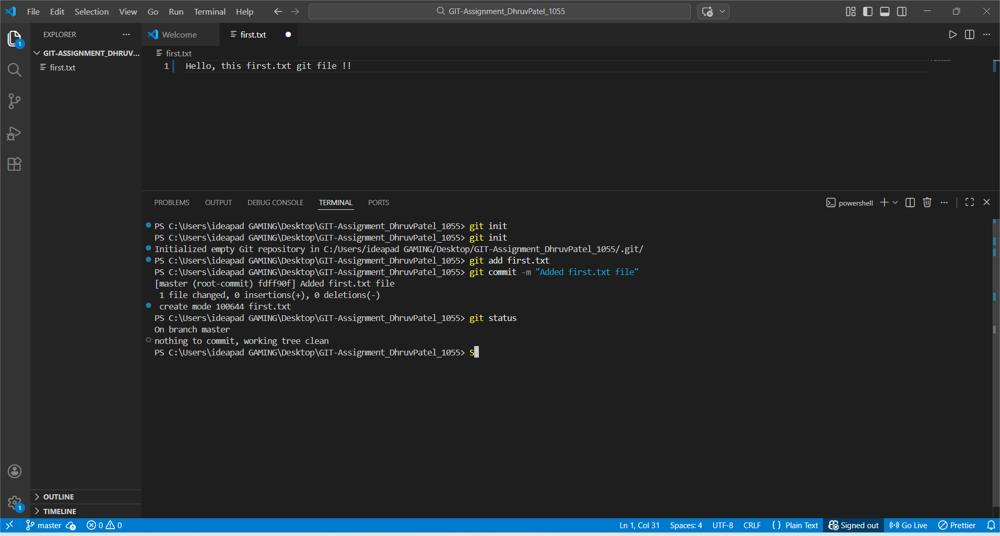 File Edit Selection View Go Run Terminal Help GIT-Assignment_DhruvPatel_1055
EXPLORER
Welcome
first.txt
1
GIT-ASSIGNMENT_DHRUV...
first.txt
first.txt
1 Hello, this first.txt git file !!
PROBLEMS OUTPUT DEBUG CONSOLE TERMINAL PORTS
powershell
PS C:\Users\ideapad GAMING\Desktop\GIT-Assignment_DhruvPatel_1055> git init
PS C:\Users\ideapad GAMING\Desktop\GIT-Assignment_DhruvPatel_1055> git init
Initialized empty Git repository in C:/Users/ideapad GAMING/Desktop/GIT-Assignment_DhruvPatel_1055/.git/
PS C:\Users\ideapad GAMING\Desktop\GIT-Assignment_DhruvPatel_1055> git add first.txt
PS C:\Users\ideapad GAMING\Desktop\GIT-Assignment_DhruvPatel_1055> git commit -m "Added first.txt file"
[master (root-commit) fdff90f] Added first.txt file
1 file changed, 0 insertions(+), 0 deletions(-)
create mode 100644 first.txt
PS C:\Users\ideapad GAMING\Desktop\GIT-Assignment_DhruvPatel_1055> git status
On branch master
nothing to commit, working tree clean
PS C:\Users\ideapad GAMING\Desktop\GIT-Assignment_DhruvPatel_1055> S
OUTLINE
1
TIMELINE
master 0 0 Ln 1, Col 31 Spaces: 4 UTF-8 CRLF {} Plain Text Signed out Go Live Prettier